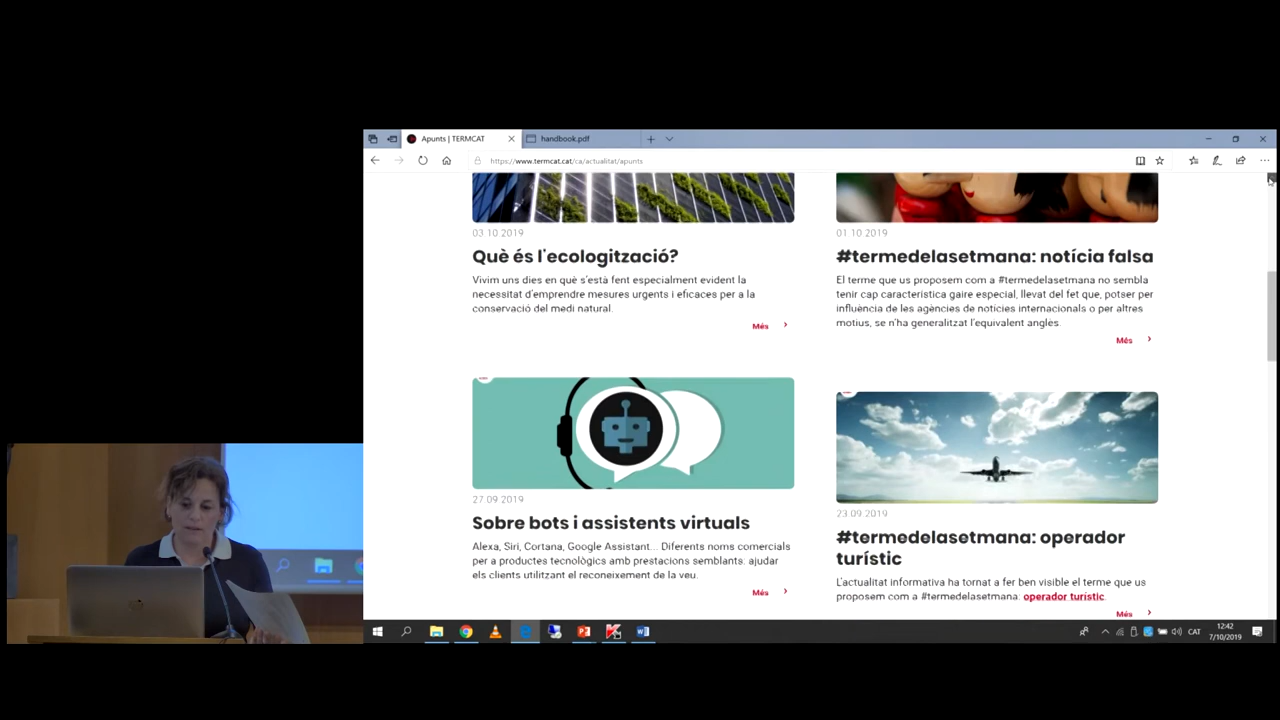 Apunts | TERMCAT
handbook.pdf
https://www.termcat.cat/ca/actualitat/apunts
03 10 2019
Què és l'ecologització?
Vivim uns dies en què s'està fent especialment evident la
necessitat d'emprendre mesures urgents i eficaces per a la
conservació del medi natural.
Més
01 10 2019
#termedelasetmana: notícia falsa
El terme que us proposem com a #termedelasetmana no sembla
tenir cap característica gaire especial, llevat del fet que, potser per
influència de les agències de notícies internacionals o per altres
motius, se n'ha generalitzat l'equivalent anglès.
Més
27 09 2019
Sobre bots i assistents virtuals
Alexa, Siri, Cortana, Google Assistant... Diferents noms comercials
per a productes tecnològics amb prestacions semblants: ajudar
els clients utilitzant el reconeixement de la veu.
Més
23 09 2019
#termedelasetmana: operador
turístic
L'actualitat informativa ha tornat a fer ben visible el terme que us
proposem com a #termedelasetmana: operador turístic.
Més
CAT
12:42
7/10/2019